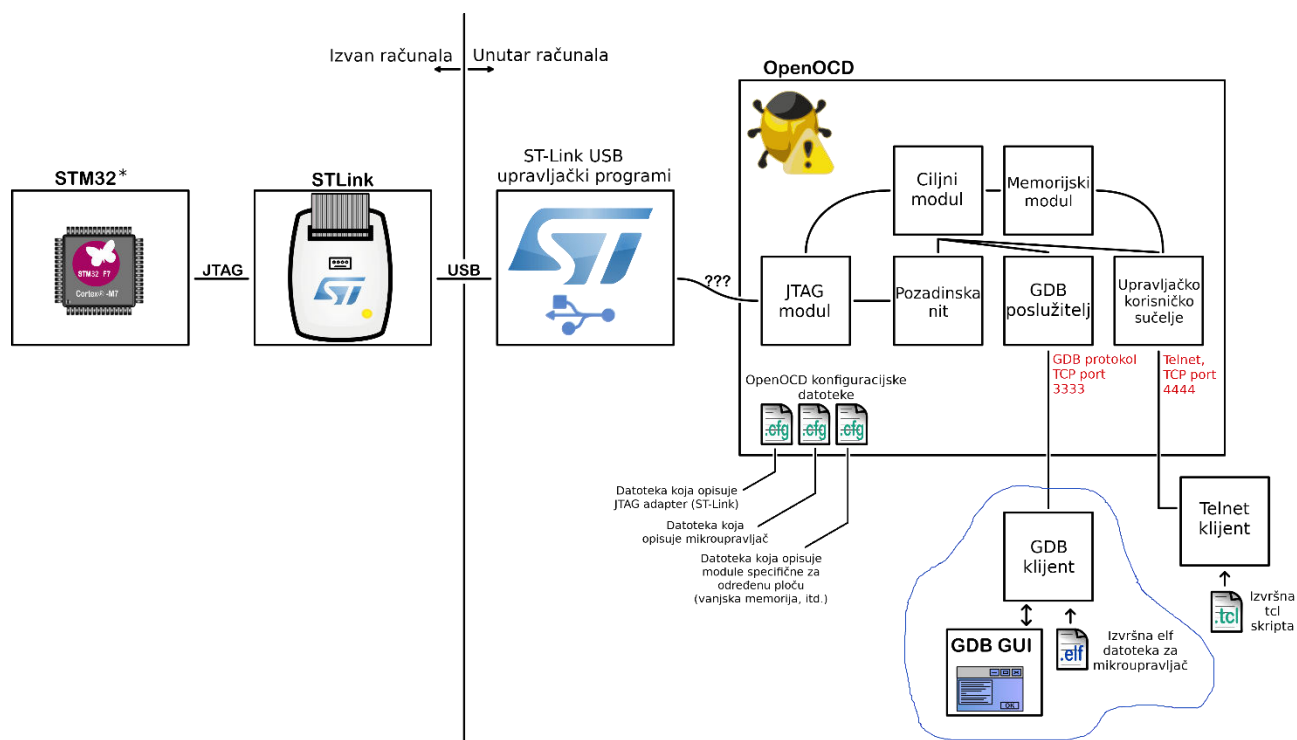 Izvan računala
Unutar računala
OpenOCD
ST-Link USB
upravljački programi
STM32*
STLink
Ciljni
modul
Memorijski
modul
STM32 F7
Cortex® -M7
JTAG
ST
USB
ST
???
JTAG
modul
Pozadinska
nit
GDB
poslužitelj
Upravljačko
korisničko
sučelje
GDB protokol
TCP port
3333
Telnet,
TCP port
4444
OpenOCD konfiguracijske
datoteke
.cfg
.cfg
.cfg
Datoteka koja opisuje
JTAG adapter (ST-Link)
Datoteka koja
opisuje mikroupravljač
Datoteka koja opisuje
module specifične za
određenu ploču
(vanjska memorija, itd.)
GDB
klijent
Telnet
klijent
.tcl
Izvršna
tcl
skripta
GDB GUI
OK
.elf
Izvršna elf
datoteka za
mikroupravljač